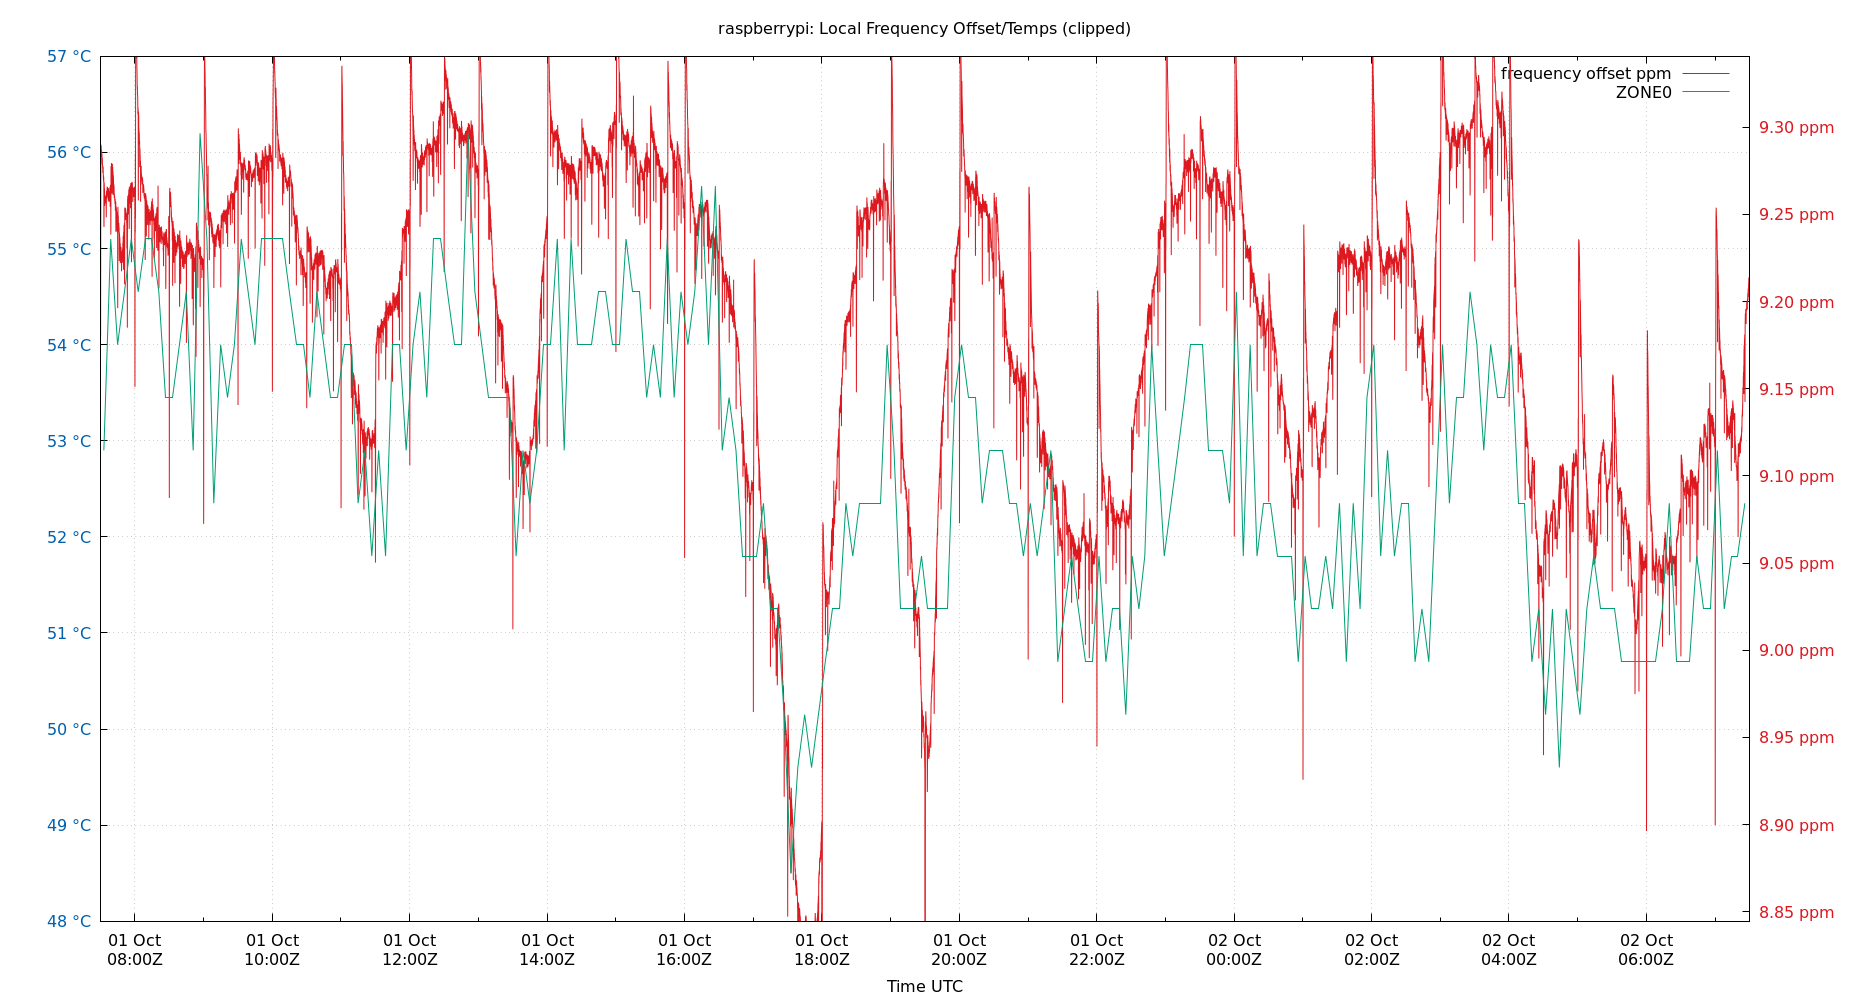 raspberrypi: Local Frequency Offset/Temps (clipped)
57 °C
56 °C
55 °C
54 °C
53 °C
52 °C
51 °C
50 °C
49 °C
48 °C
frequency offset ppm
ZONE0
9.30 ppm
9.25 ppm
9.20 ppm
9.15 ppm
9.10 ppm
9.05 ppm
9.00 ppm
8.95 ppm
8.90 ppm
8.85 ppm
01 Oct 01 Oct 01 Oct 01 Oct 01 Oct 01 Oct 01 Oct 01 Oct 02 Oct 02 Oct 02 Oct 02 Oct
08:00Z 10:00Z 12:00Z 14:00Z 16:00Z 18:00Z 20:00Z 22:00Z 00:00Z 02:00Z 04:00Z 06:00Z
Time UTC